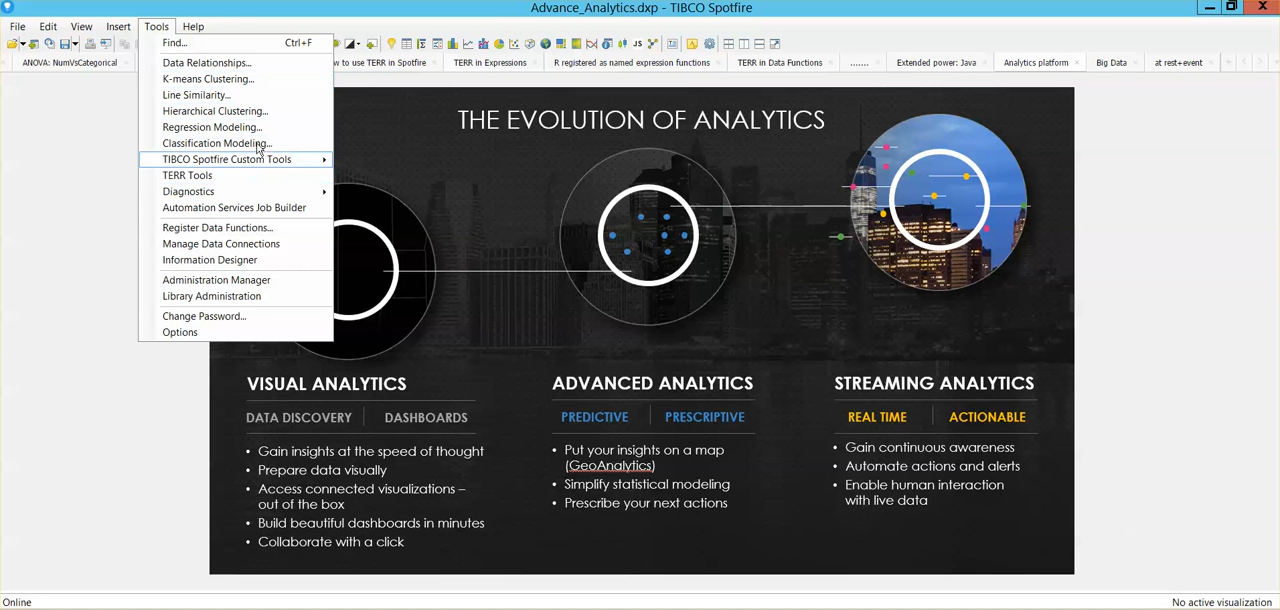 Advance_Analytics.dxp - TIBCO Spotfire
File Edit View Insert Tools Help
Find... Ctrl+F
Data Relationships...
K-means Clustering...
Line Similarity...
Hierarchical Clustering...
Regression Modeling...
Classification Modeling...
TIBCO Spotfire Custom Tools
TERR Tools
Diagnostics
Automation Services Job Builder
Register Data Functions...
Manage Data Connections
Information Designer
Administration Manager
Library Administration
Change Password...
Options
JS
ANOVA: NumVsCategorical
w to use TERR in Spotfire
TERR in Expressions
R registered as named expression functions
TERR in Data Functions
.......
Extended power: Java
Analytics platform
Big Data
at rest+event
THE EVOLUTION OF ANALYTICS
VISUAL ANALYTICS
DATA DISCOVERY DASHBOARDS
• Gain insights at the speed of thought
• Prepare data visually
• Access connected visualizations –
out of the box
• Build beautiful dashboards in minutes
• Collaborate with a click
ADVANCED ANALYTICS
PREDICTIVE PRESCRIPTIVE
• Put your insights on a map
(GeoAnalytics)
• Simplify statistical modeling
• Prescribe your next actions
STREAMING ANALYTICS
REAL TIME ACTIONABLE
• Gain continuous awareness
• Automate actions and alerts
• Enable human interaction
with live data
Online
No active visualization